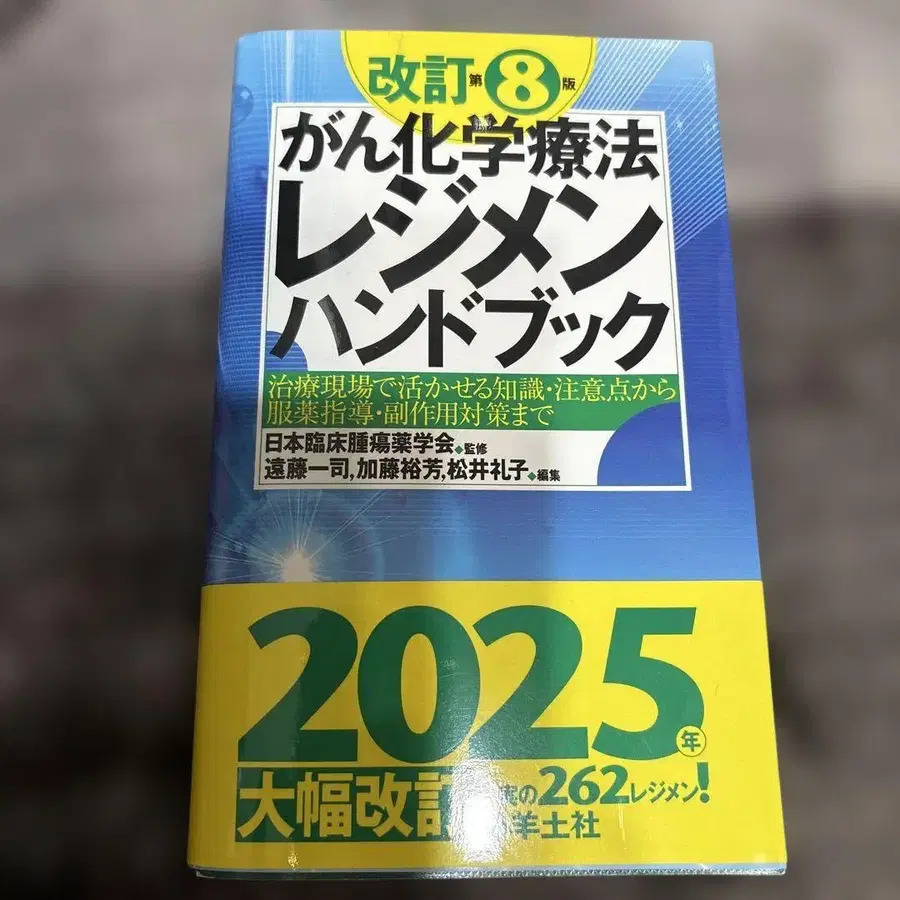 改訂第8版
がん化学療法
レジメン
ハンドブック
治療現場で活かせる知識・注意点から
服薬指導・副作用対策まで
日本臨床腫瘍薬学会◆監修
遠藤一司,加藤裕芳,松井礼子◆編集
2025年
大幅改訂
の262レジメン!
羊土社